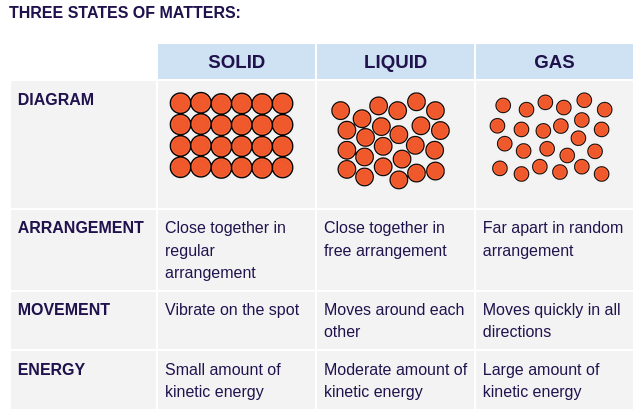 THREE STATES OF MATTERS:
SOLID LIQUID GAS
DIAGRAM
ARRANGEMENT
Close together in
regular
arrangement
Close together in
free arrangement
Far apart in random
arrangement
MOVEMENT
Vibrate on the spot
Moves around each
other
Moves quickly in all
directions
ENERGY
Small amount of
kinetic energy
Moderate amount of
kinetic energy
Large amount of
kinetic energy